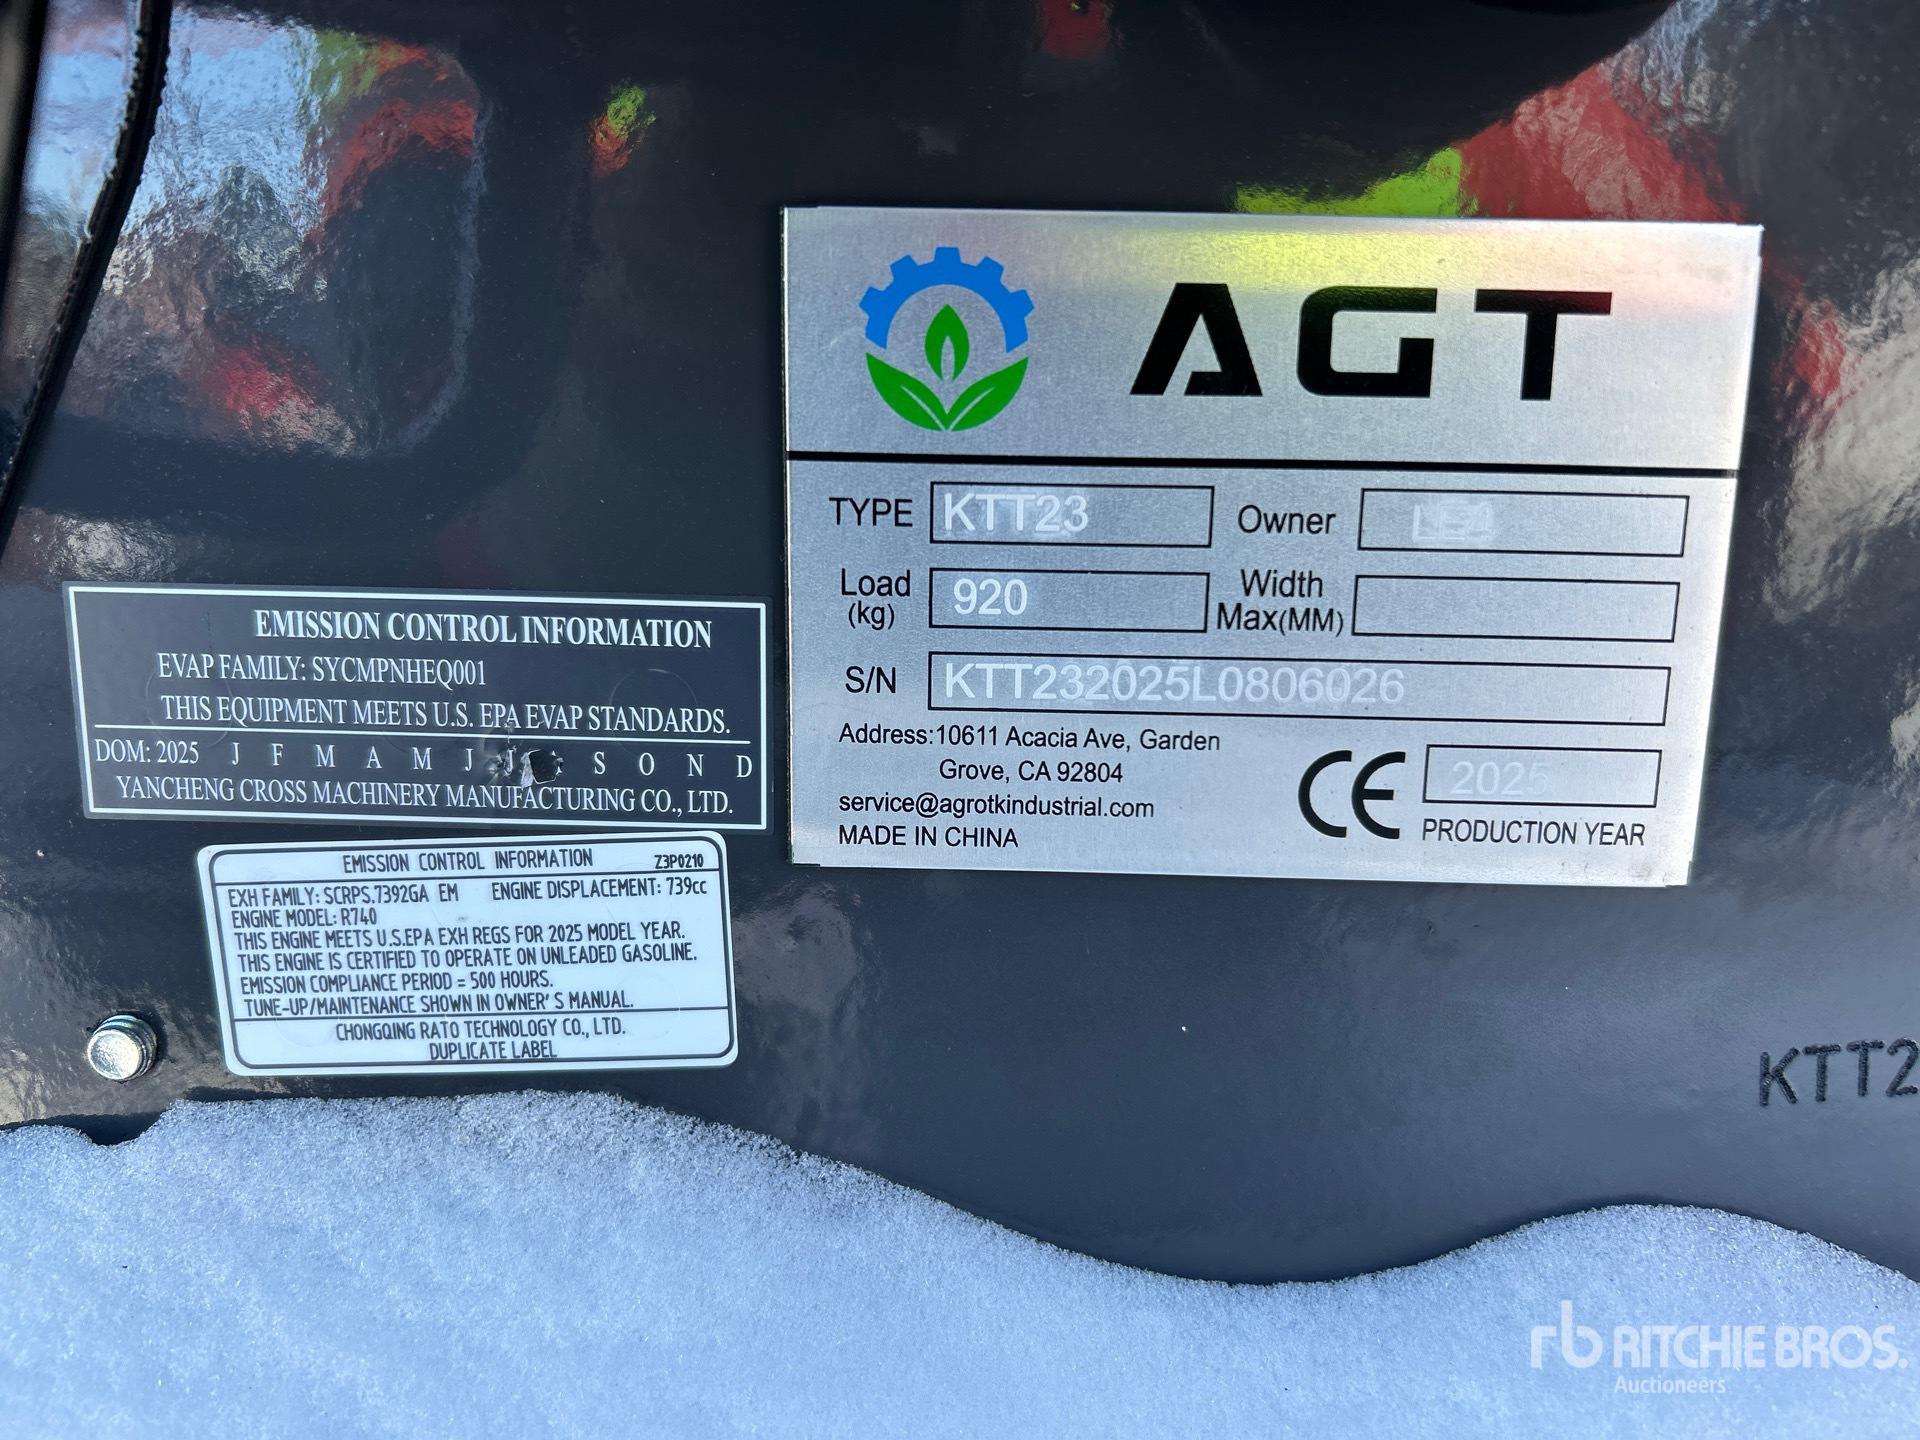 AGT
TYPE KTT23 Owner
Load (kg) 920 Width Max(MM)
S/N KTT232025L0806026
Address:10611 Acacia Ave, Garden
Grove, CA 92804
service@agrotkindustrial.com
MADE IN CHINA
CE 2025
PRODUCTION YEAR
EMISSION CONTROL INFORMATION
EVAP FAMILY: SYCMPNHEQ001
THIS EQUIPMENT MEETS U.S. EPA EVAP STANDARDS.
DOM: 2025 J F M A M J J S O N D
YANCHENG CROSS MACHINERY MANUFACTURING CO., LTD.
EMISSION CONTROL INFORMATION Z3P0210
EXH FAMILY: SCRPS.7392GA EM ENGINE DISPLACEMENT: 739cc
ENGINE MODEL: R740
THIS ENGINE MEETS U.S.EPA EXH REGS FOR 2025 MODEL YEAR.
THIS ENGINE IS CERTIFIED TO OPERATE ON UNLEADED GASOLINE.
EMISSION COMPLIANCE PERIOD = 500 HOURS.
TUNE-UP/MAINTENANCE SHOWN IN OWNER' S MANUAL.
CHONGQING RATO TECHNOLOGY CO., LTD.
DUPLICATE LABEL
KTT2
rb RITCHIE BROS.
Auctioneers